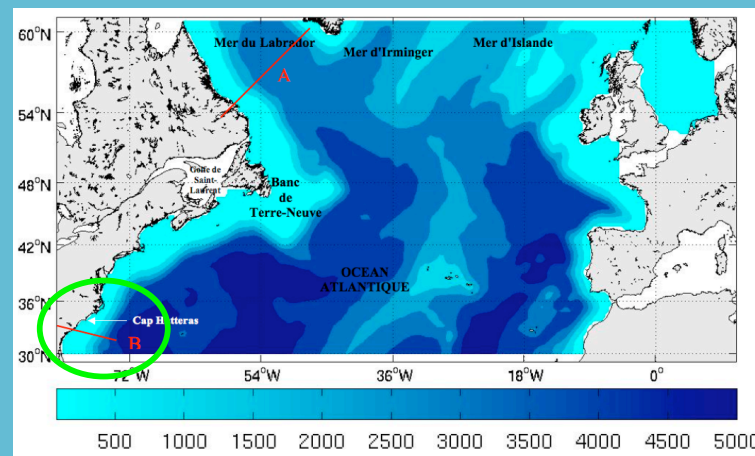 60°N
Mer du Labrador
Mer d'Irminger
Mer d'Islande
A
54°N
Golfe de
Saint-
Laurent
48°N
Banc
de
Terre-Neuve
42°N
OCEAN
ATLANTIQUE
36°N
Cap Hatteras
B
30°N
72°W
54°W
36°W
18°W
0°
500 1000 1500 2000 2500 3000 3500 4000 4500 5000